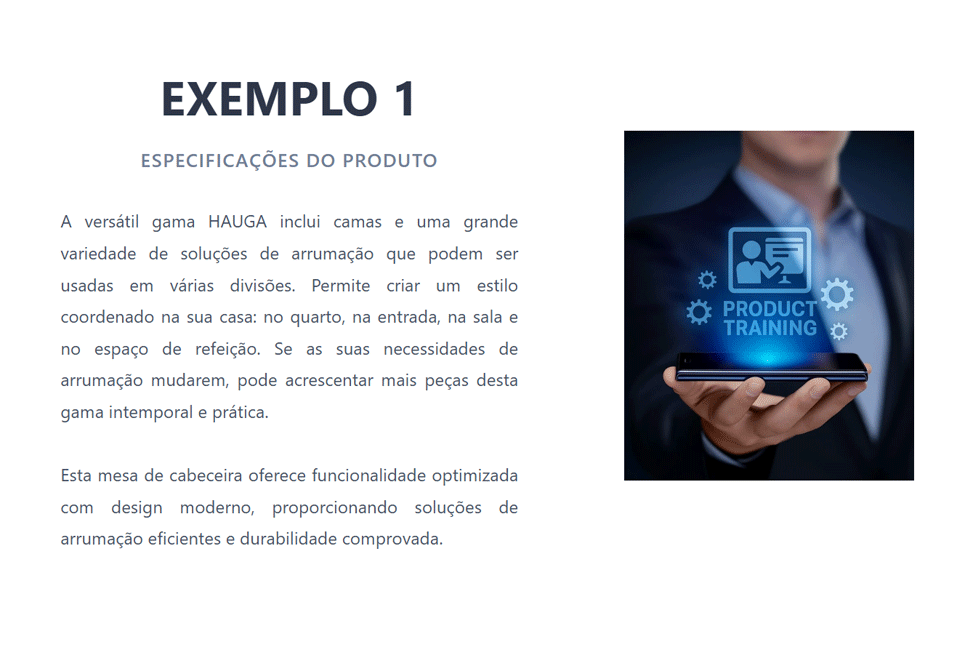 EXEMPLO 1
ESPECIFICAÇÕES DO PRODUTO
A versátil gama HAUGA inclui camas e uma grande
variedade de soluções de arrumação que podem ser
usadas em várias divisões. Permite criar um estilo
coordenado na sua casa: no quarto, na entrada, na sala e
no espaço de refeição. Se as suas necessidades de
arrumação mudarem, pode acrescentar mais peças desta
gama intemporal e prática.
Esta mesa de cabeceira oferece funcionalidade optimizada
com design moderno, proporcionando soluções de
arrumação eficientes e durabilidade comprovada.
PRODUCT
TRAINING